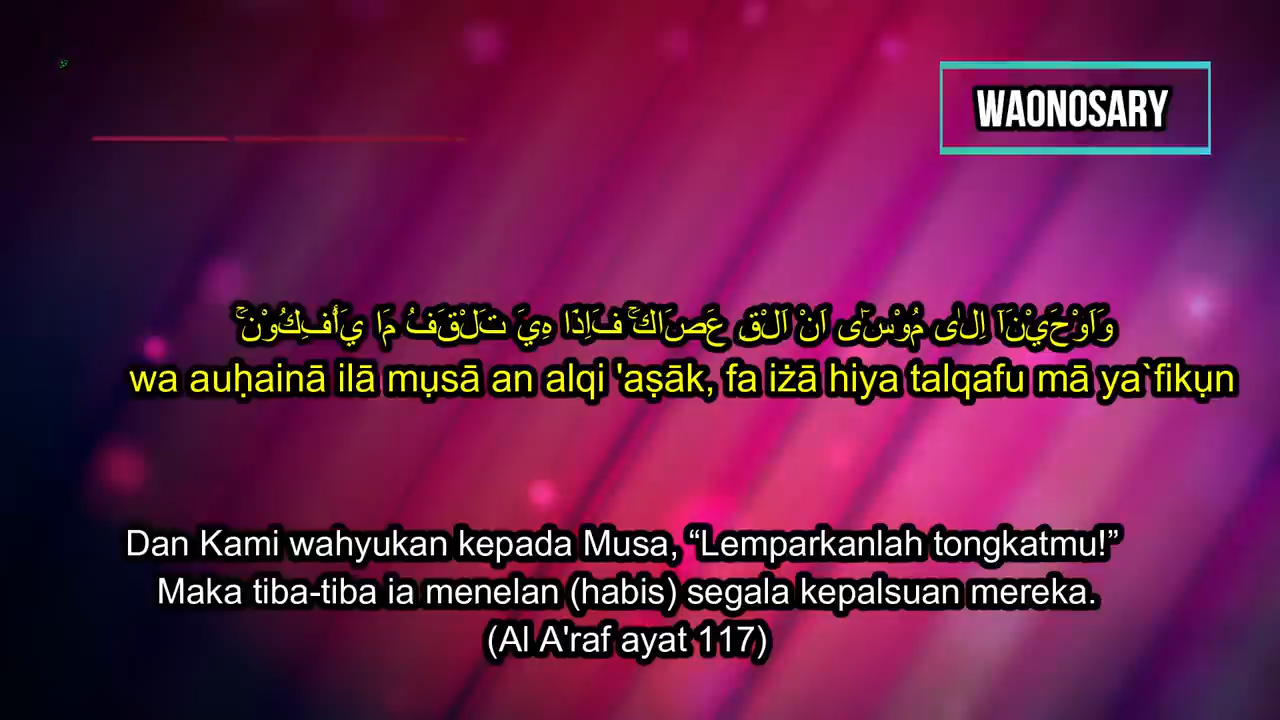 WAONOSARY
وَاَوْحَيْنَآ اِلٰى مُوْسٰٓى اَنْ اَلْقِ عَصَاكَۚ فَاِذَا هِيَ تَلْقَفُ مَا يَأْفِكُوْنَۚ
wa auḥainā ilā mụsā an alqi 'aṣāk, fa iżā hiya talqafu mā ya`fikụn
Dan Kami wahyukan kepada Musa, “Lemparkanlah tongkatmu!”
Maka tiba-tiba ia menelan (habis) segala kepalsuan mereka.
(Al A'raf ayat 117)